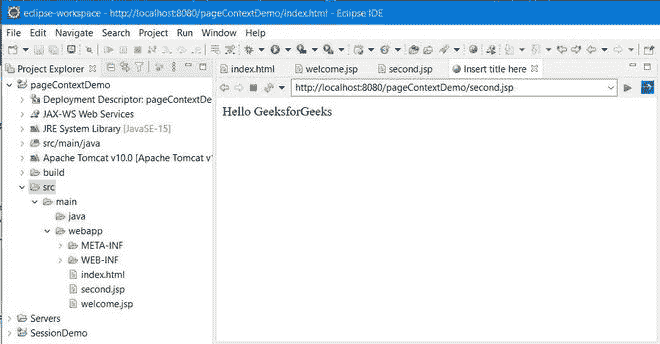 eclipse-workspace - http://localhost:8080/pageContextDemo/index.html - Eclipse IDE
File Edit Navigate Search Project Run Window Help
Project Explorer
index.html welcome.jsp second.jsp Insert title here
pageContextDemo
http://localhost:8080/pageContextDemo/second.jsp
Deployment Descriptor: pageContextDe
Hello GeeksforGeeks
JAX-WS Web Services
JRE System Library [JavaSE-15]
src/main/java
Apache Tomcat v10.0 [Apache Tomcat v1
build
src
main
java
webapp
META-INF
WEB-INF
index.html
second.jsp
welcome.jsp
Servers
SessionDemo